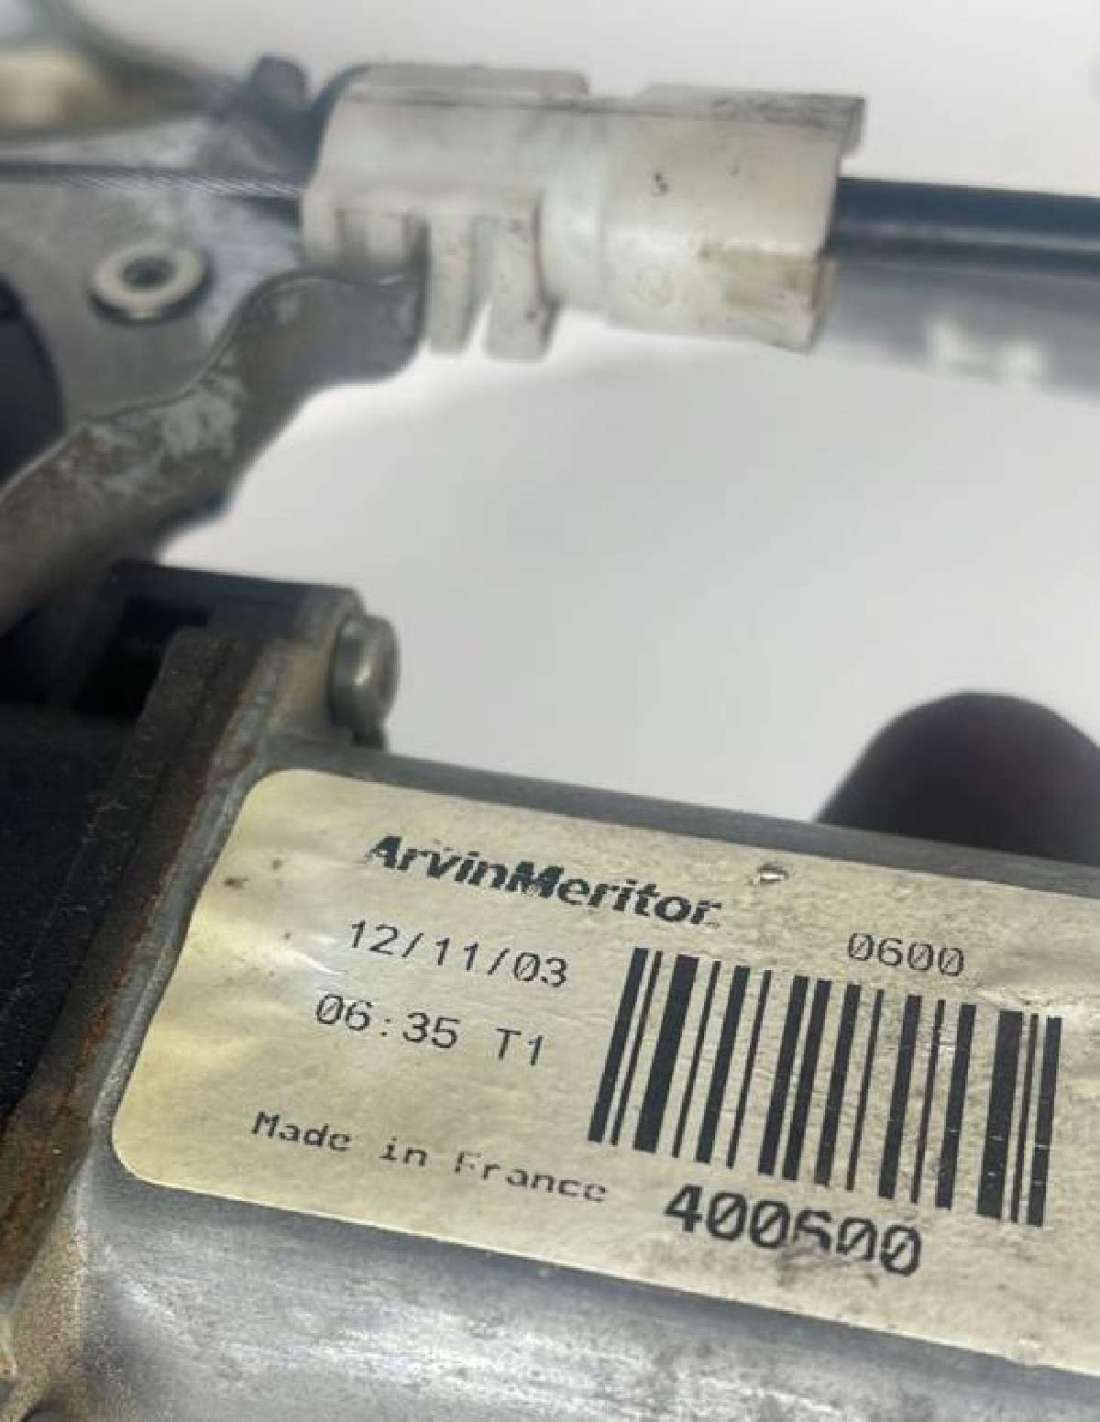 ArvinMeritor
12/11/03
0600
06:35 T1
Made in France
400600